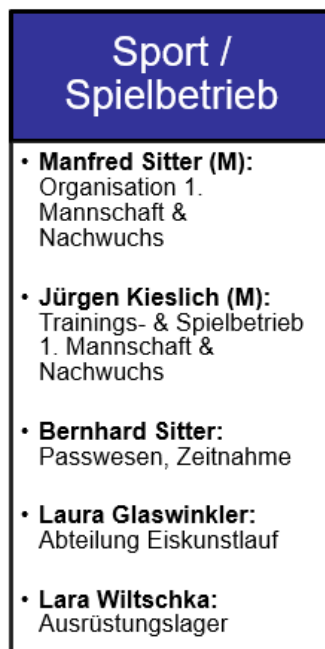 Sport /
Spielbetrieb
• Manfred Sitter (M):
Organisation 1.
Mannschaft &
Nachwuchs
• Jürgen Kieslich (M):
Trainings- & Spielbetrieb
1. Mannschaft &
Nachwuchs
• Bernhard Sitter:
Passwesen, Zeitnahme
• Laura Glaswinkler:
Abteilung Eiskunstlauf
• Lara Wiltschka:
Ausrüstungslager